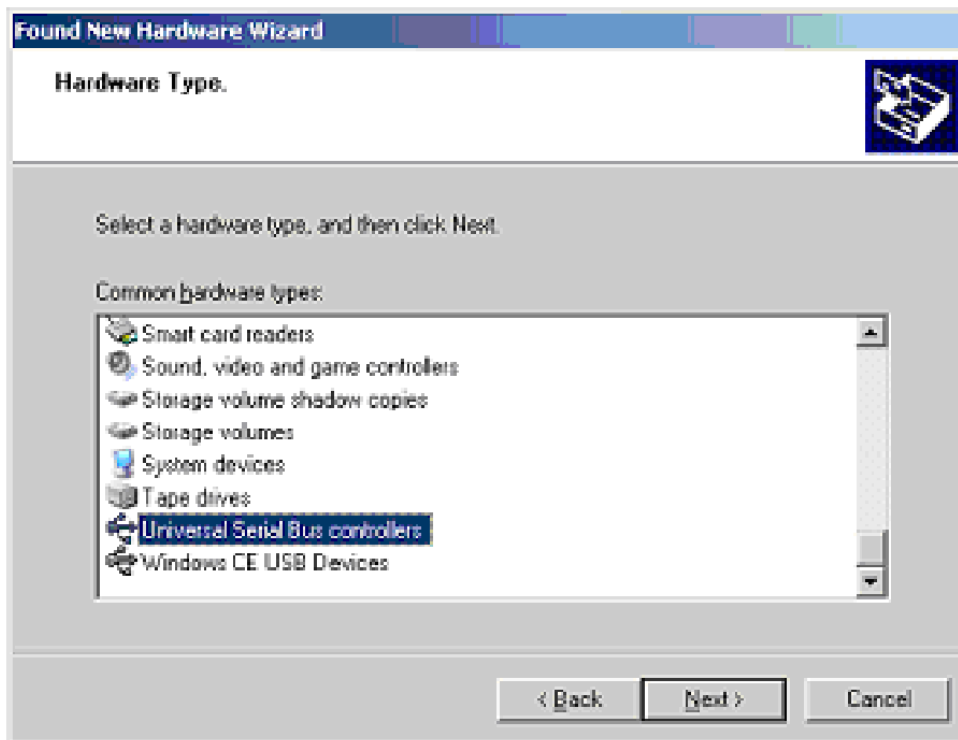 Found New Hardware Wizard
Hardware Type.
Select a hardware type, and then click Next.
Common hardware types:
Smart card readers
Sound, video and game controllers
Storage volume shadow copies
Storage volumes
System devices
Tape drives
Universal Serial Bus controllers
Windows CE USB Devices
< Back
Next >
Cancel